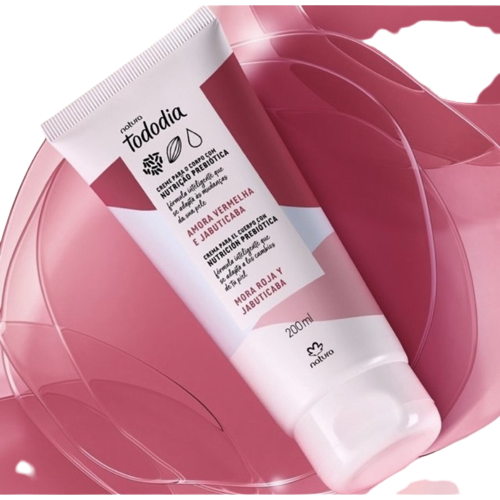 natura
tododia
CREME PARA O CORPO COM
NUTRIÇÃO PREBIÓTICA
fórmula inteligente que
se adapta às mudanças
da sua pele
AMORA VERMELHA
E JABUTICABA
CREMA PARA EL CUERPO CON
NUTRICIÓN PREBIÓTICA
fórmula inteligente que
se adapta a los cambios
de tu piel
MORA ROJA Y
JABUTICABA
200ml
natura